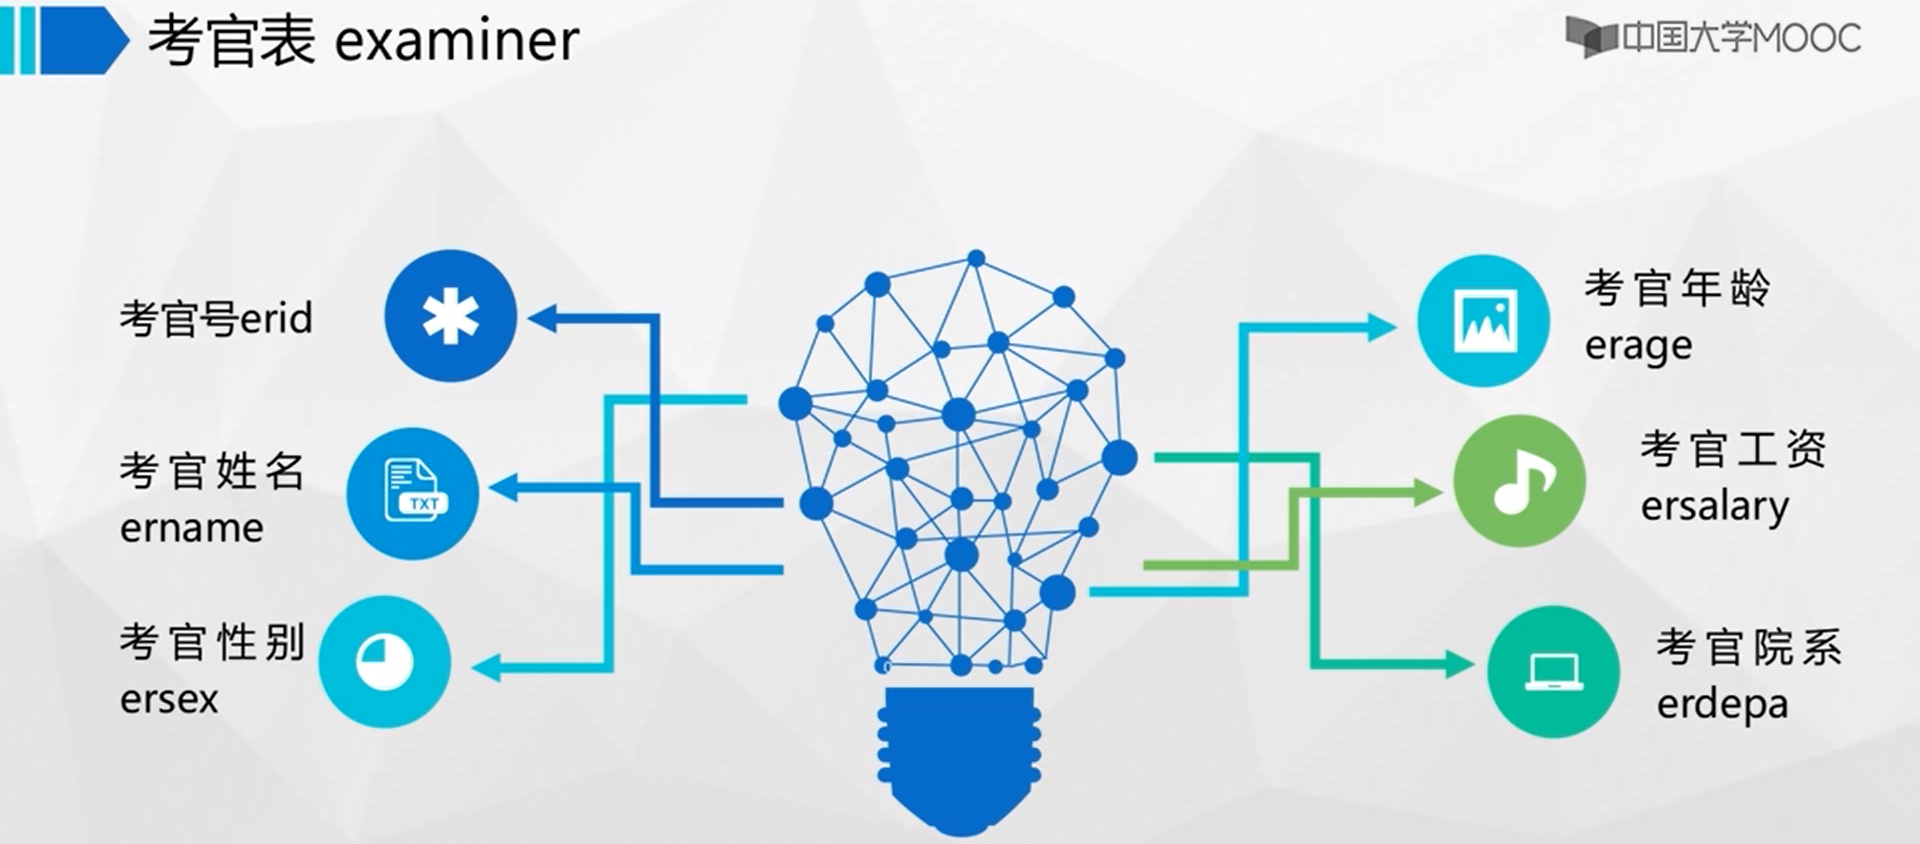 考官表 examiner
中国大学MOOC
考官号erid
考官姓名
ername
考官性别
ersex
TXT
考官年龄
erage
考官工资
ersalary
考官院系
erdepa